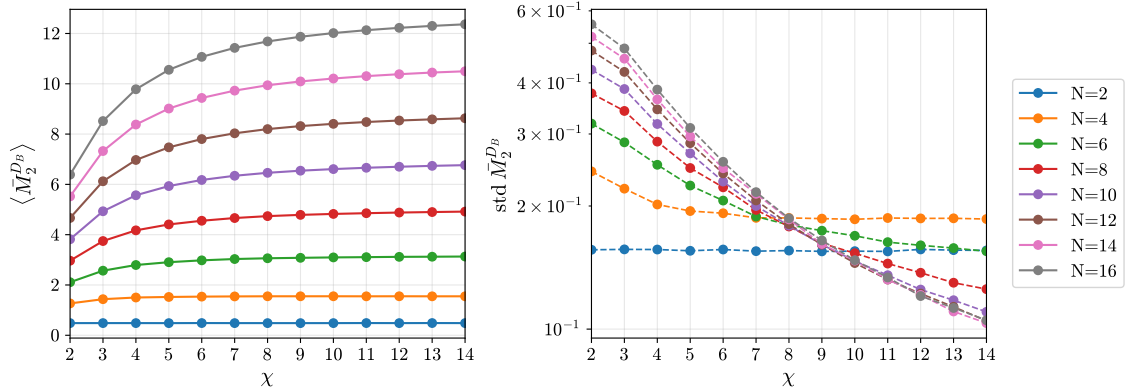 ⟨M̄₂^{D_B}⟩
12
10
8
6
4
2
0
2 3 4 5 6 7 8 9 10 11 12 13 14
χ
std M̄₂^{D_B}
6 × 10⁻¹
4 × 10⁻¹
3 × 10⁻¹
2 × 10⁻¹
10⁻¹
2 3 4 5 6 7 8 9 10 11 12 13 14
χ
N=2
N=4
N=6
N=8
N=10
N=12
N=14
N=16